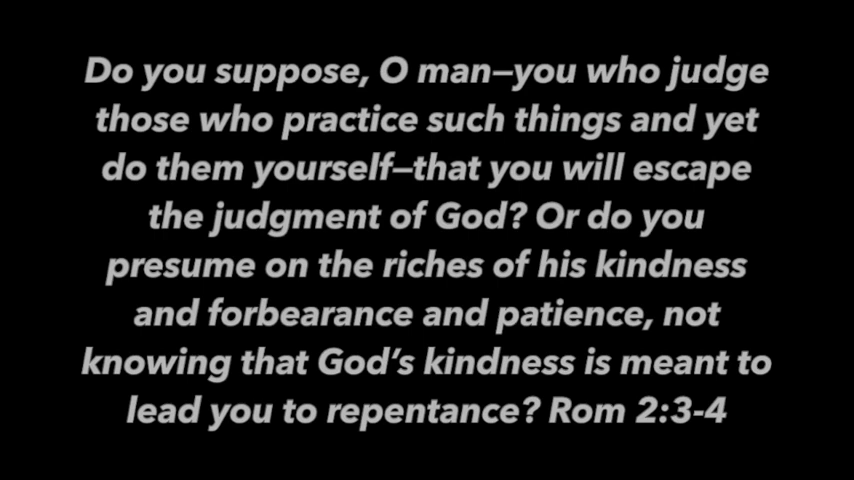 Do you suppose, O man—you who judge
those who practice such things and yet
do them yourself—that you will escape
the judgment of God? Or do you
presume on the riches of his kindness
and forbearance and patience, not
knowing that God's kindness is meant to
lead you to repentance? Rom 2:3-4